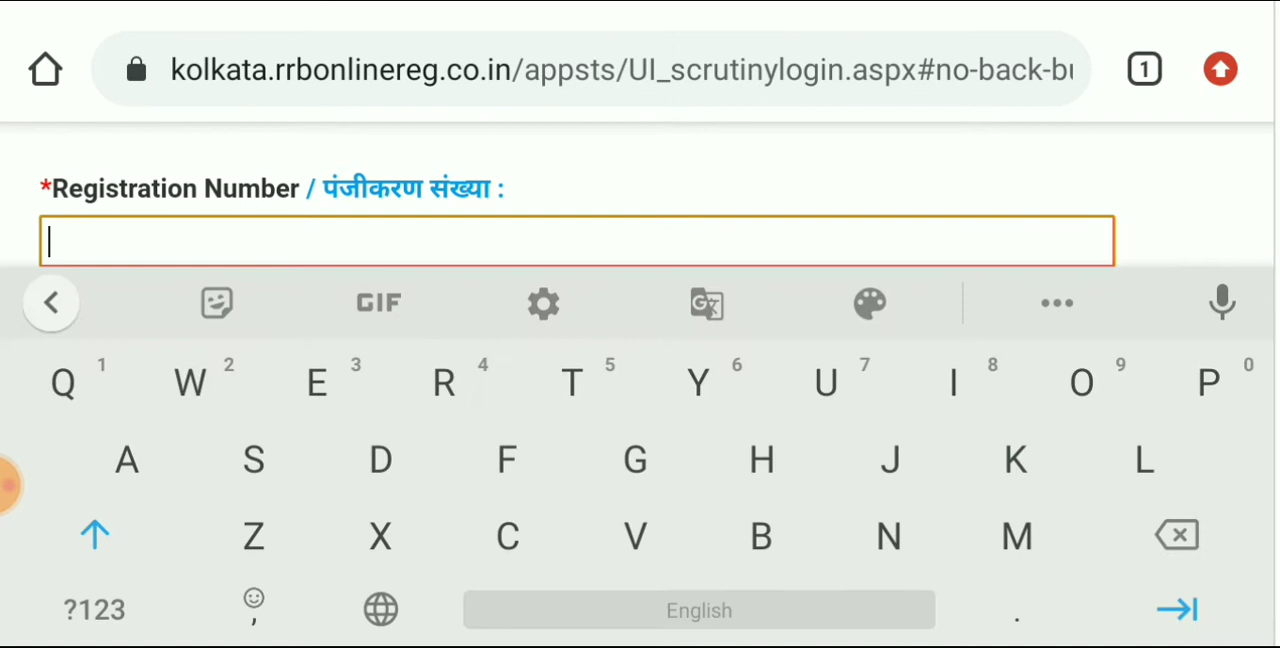 kolkata.rrbonlinereg.co.in/appsts/UI_scrutinylogin.aspx#no-back-bu
1
*Registration Number / पंजीकरण संख्या :
GIF
G
Q 1 W 2 E 3 R 4 T 5 Y 6 U 7 I 8 O 9 P 0
A S D F G H J K L
Z X C V B N M
?123 , English .